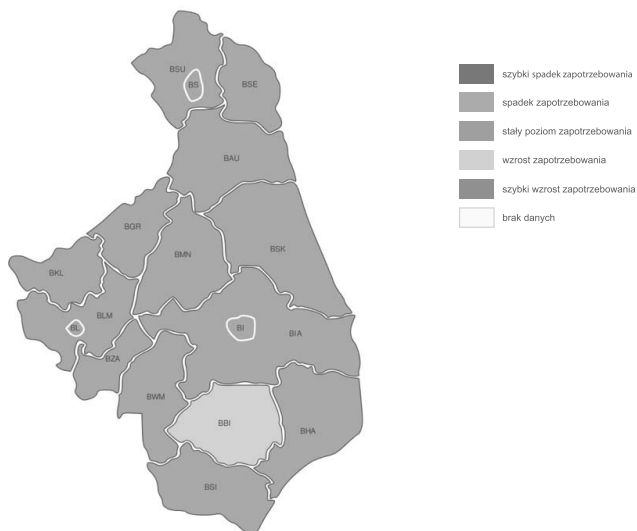 BSU
BS
BSE
BAU
BGR
BMN
BSK
BKL
BLM
BL
BI
BIA
BZA
BWM
BBI
BHA
BSI
szybki spadek zapotrzebowania
spadek zapotrzebowania
stały poziom zapotrzebowania
wzrost zapotrzebowania
szybki wzrost zapotrzebowania
brak danych